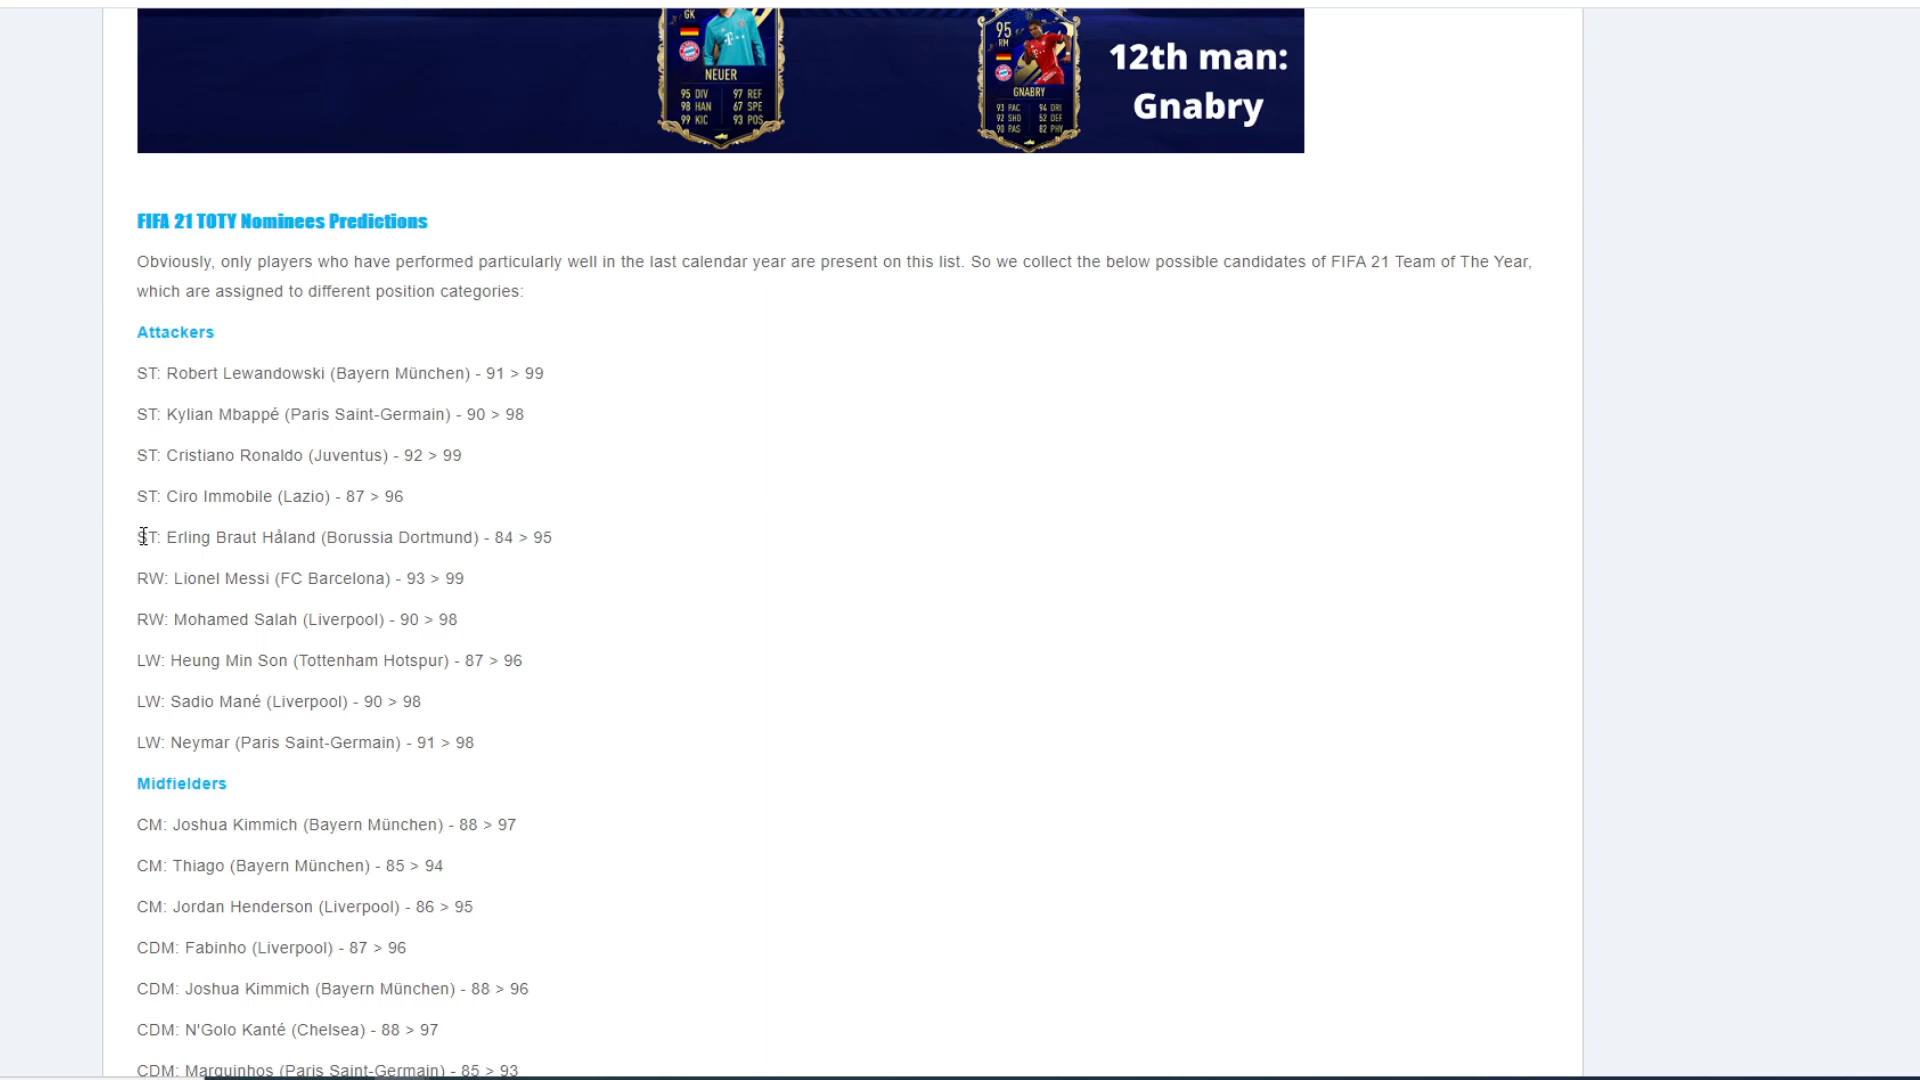 GK
NEUER
95 DIV 97 REF
98 HAN 67 SPE
99 KIC 93 POS
95
RM
GNABRY
93 PAC 94 DRI
92 SHO 52 DEF
90 PAS 82 PHY
12th man:
Gnabry
FIFA 21 TOTY Nominees Predictions
Obviously, only players who have performed particularly well in the last calendar year are present on this list. So we collect the below possible candidates of FIFA 21 Team of The Year,
which are assigned to different position categories:
Attackers
ST: Robert Lewandowski (Bayern München) - 91 > 99
ST: Kylian Mbappé (Paris Saint-Germain) - 90 > 98
ST: Cristiano Ronaldo (Juventus) - 92 > 99
ST: Ciro Immobile (Lazio) - 87 > 96
ST: Erling Braut Håland (Borussia Dortmund) - 84 > 95
RW: Lionel Messi (FC Barcelona) - 93 > 99
RW: Mohamed Salah (Liverpool) - 90 > 98
LW: Heung Min Son (Tottenham Hotspur) - 87 > 96
LW: Sadio Mané (Liverpool) - 90 > 98
LW: Neymar (Paris Saint-Germain) - 91 > 98
Midfielders
CM: Joshua Kimmich (Bayern München) - 88 > 97
CM: Thiago (Bayern München) - 85 > 94
CM: Jordan Henderson (Liverpool) - 86 > 95
CDM: Fabinho (Liverpool) - 87 > 96
CDM: Joshua Kimmich (Bayern München) - 88 > 96
CDM: N'Golo Kanté (Chelsea) - 88 > 97
CDM: Marquinhos (Paris Saint-Germain) - 85 > 93